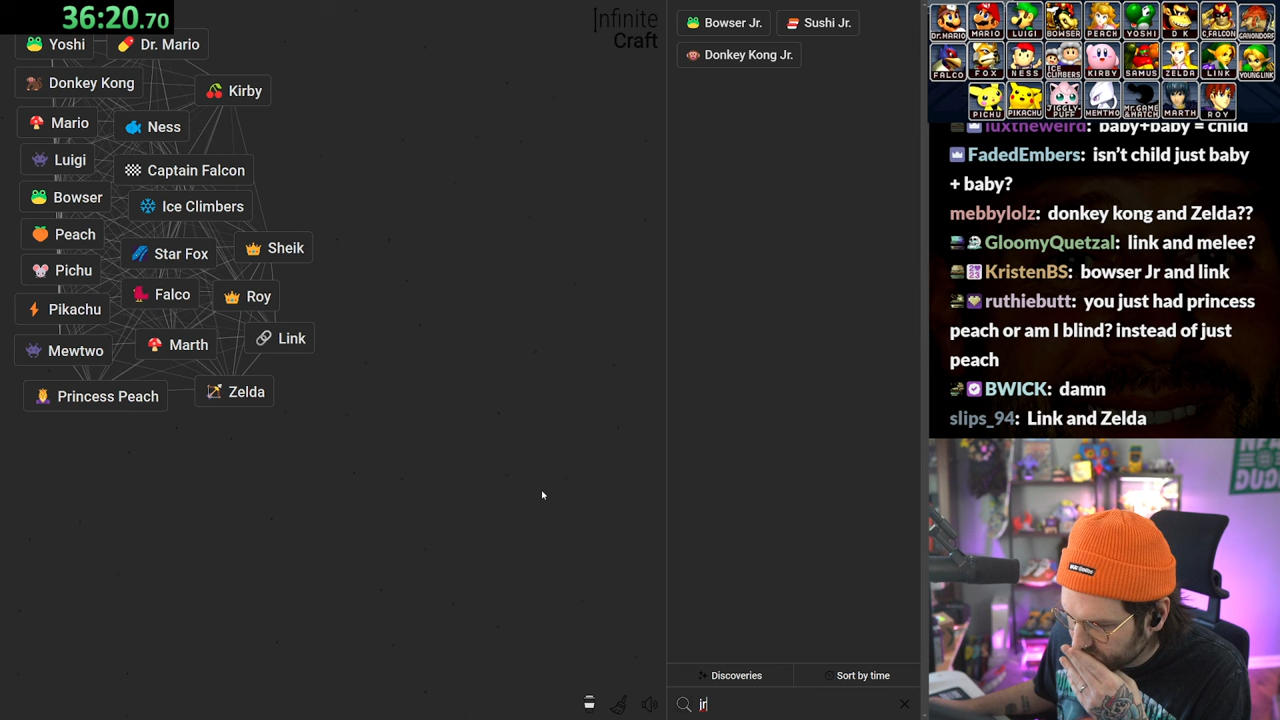 36:20.70
Yoshi
Dr. Mario
Donkey Kong
Kirby
Mario
Ness
Luigi
Captain Falcon
Bowser
Ice Climbers
Peach
Star Fox
Sheik
Pichu
Falco
Roy
Pikachu
Marth
Link
Mewtwo
Princess Peach
Zelda
Infinite
Craft
Bowser Jr.
Sushi Jr.
Donkey Kong Jr.
Discoveries
Sort by time
jr
DR.MARIO MARIO LUIGI BOWSER PEACH YOSHI D K C.FALCON GANONDORF
FALCO FOX NESS ICE CLIMBERS KIRBY SAMUS ZELDA LINK YOUNG LINK
PICHU PIKACHU JIGGLY-PUFF MEWTWO MR.GAME &WATCH MARTH ROY
luxtheweird: baby+baby = child
FadedEmbers: isn't child just baby
+ baby?
mebbylolz: donkey kong and Zelda??
GloomyQuetzal: link and melee?
KristenBS: bowser Jr and link
ruthiebutt: you just had princess
peach or am I blind? instead of just
peach
BWICK: damn
slips_94: Link and Zelda